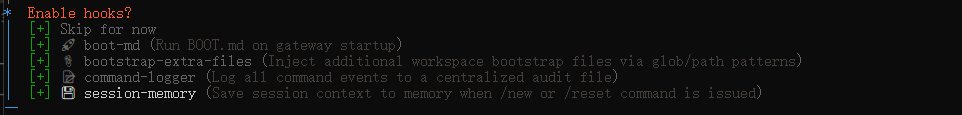 * Enable hooks?
[+] Skip for now
[+] 🚀 boot-md (Run BOOT.md on gateway startup)
[+] 📎 bootstrap-extra-files (Inject additional workspace bootstrap files via glob/path patterns)
[+] 📝 command-logger (Log all command events to a centralized audit file)
[+] 💾 session-memory (Save session context to memory when /new or /reset command is issued)